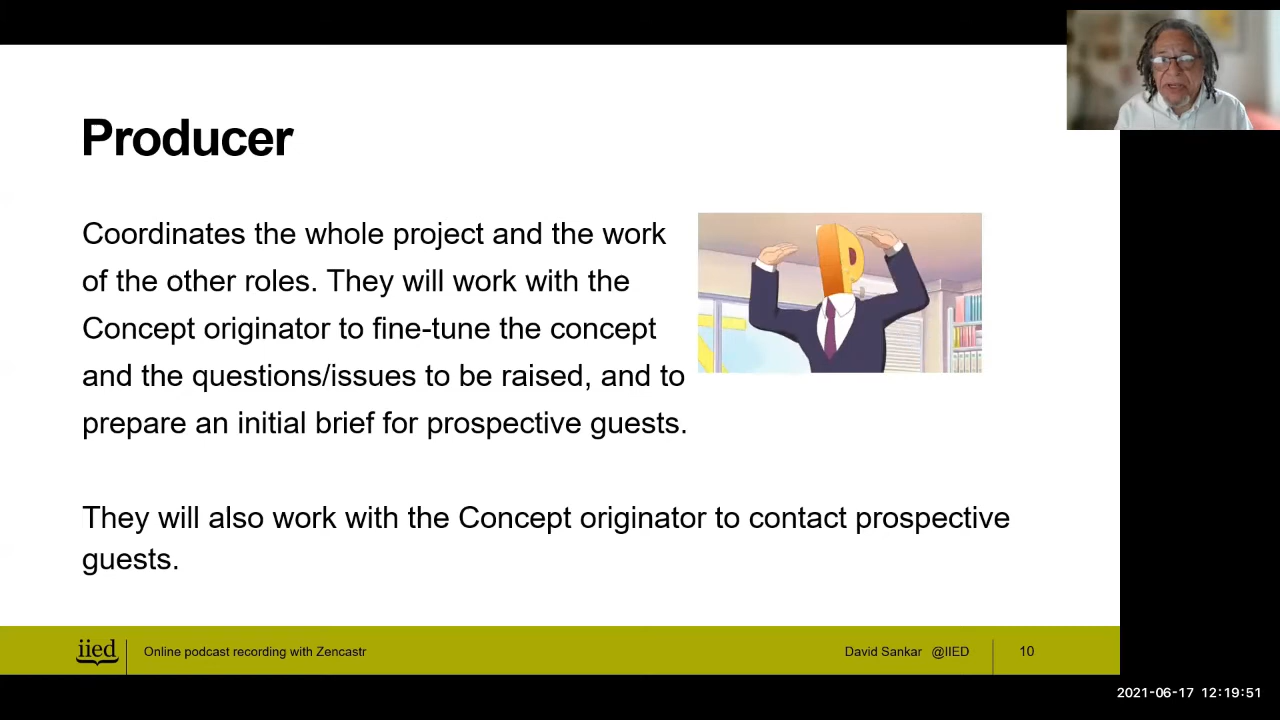 Producer
Coordinates the whole project and the work
of the other roles. They will work with the
Concept originator to fine-tune the concept
and the questions/issues to be raised, and to
prepare an initial brief for prospective guests.
They will also work with the Concept originator to contact prospective
guests.
P
iied
Online podcast recording with Zencastr
David Sankar @IIED
10
2021-06-17 12:19:51